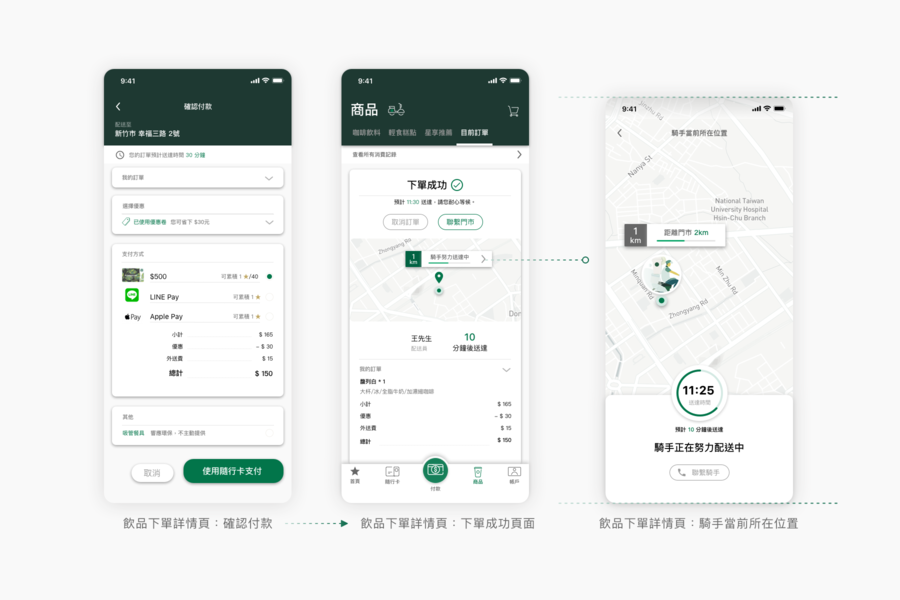 9:41
確認付款
配送至
新竹市 幸福三路 2號
您的訂單預計送達時間 30 分鐘
我的訂單
選擇優惠
已使用優惠卷 您可省下 $30元
支付方式
$500 可累積 1 ★/40
LINE
LINE Pay 可累積 1 ★
Pay Apple Pay 可累積 1 ★
小計 $ 165
優惠 – $ 30
外送費 $ 15
總計 $ 150
其他
吸管餐具 響應環保,不主動提供
取消
使用隨行卡支付
飲品下單詳情頁:確認付款
9:41
商品
咖啡飲料 輕食糕點 星享推薦 目前訂單
查看所有消費記錄
下單成功
預計 11:30 送達,請您耐心等候。
取消訂單
聯繫門市
Zhongyang Rd
1 km
騎手努力送達中
Don
王先生
配送員
10
分鐘後送達
我的訂單
馥列白 * 1
大杯/冰/全脂牛奶/加濃縮咖啡
小計 $ 165
優惠 – $ 30
外送費 $ 15
總計 $ 150
首頁
隨行卡
付款
商品
帳戶
飲品下單詳情頁:下單成功頁面
9:41
騎手當前所在位置
Nanya St
National Taiwan
University Hospital
Hsin-Chu Branch
1 km
距離門市 2km
Min-Zhu Rd
Minquan Rd
Zhongyang Rd
11:25
送達時間
預計 10 分鐘後送達
騎手正在努力配送中
聯繫騎手
飲品下單詳情頁:騎手當前所在位置